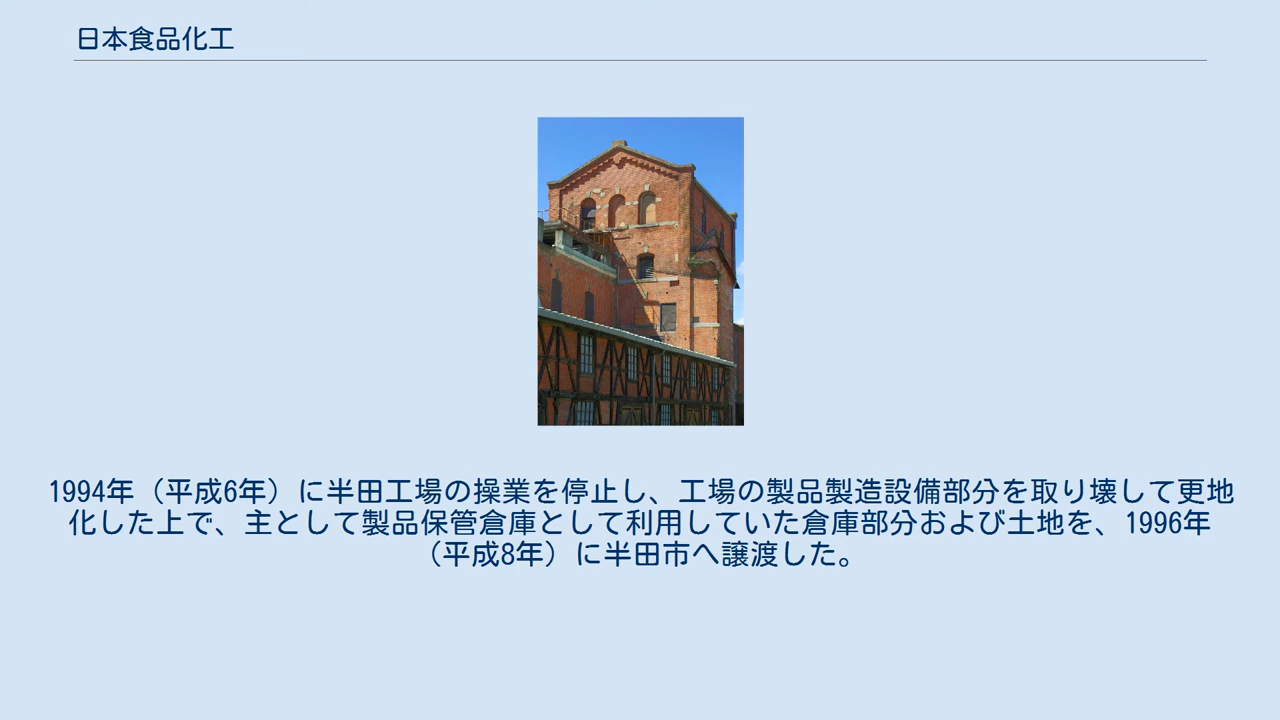 日本食品化工
1994年（平成6年）に半田工場の操業を停止し、工場の製品製造設備部分を取り壊して更地
化した上で、主として製品保管倉庫として利用していた倉庫部分および土地を、1996年
（平成8年）に半田市へ譲渡した。